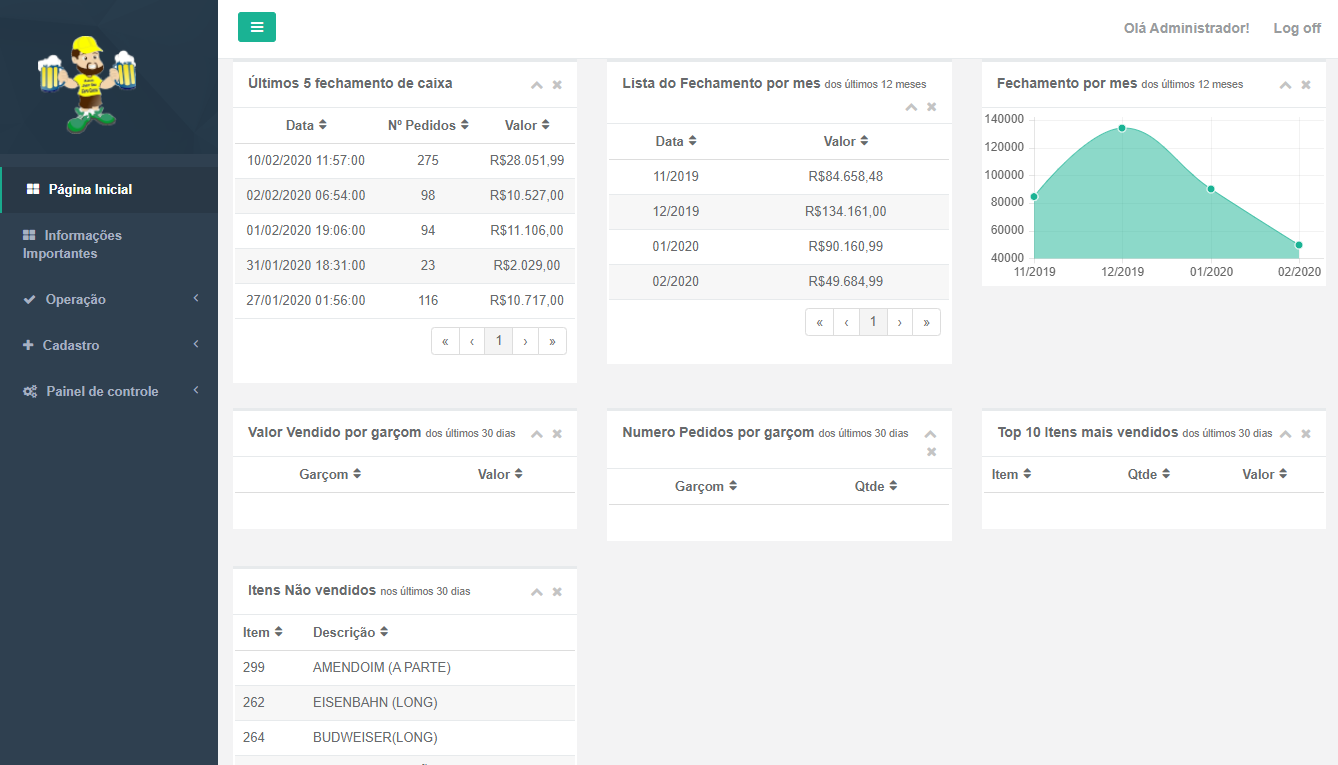 Olá Administrador! Log off
Página Inicial
Informações
Importantes
Operação
Cadastro
Painel de controle
Últimos 5 fechamento de caixa
Data Nº Pedidos Valor
10/02/2020 11:57:00 275 R$28.051,99
02/02/2020 06:54:00 98 R$10.527,00
01/02/2020 19:06:00 94 R$11.106,00
31/01/2020 18:31:00 23 R$2.029,00
27/01/2020 01:56:00 116 R$10.717,00
« ‹ 1 › »
Lista do Fechamento por mes dos últimos 12 meses
Data Valor
11/2019 R$84.658,48
12/2019 R$134.161,00
01/2020 R$90.160,99
02/2020 R$49.684,99
« ‹ 1 › »
Fechamento por mes dos últimos 12 meses
140000
120000
100000
80000
60000
40000
11/2019 12/2019 01/2020 02/2020
Valor Vendido por garçom dos últimos 30 dias
Garçom Valor
Numero Pedidos por garçom dos últimos 30 dias
Garçom Qtde
Top 10 Itens mais vendidos dos últimos 30 dias
Item Qtde Valor
Itens Não vendidos nos últimos 30 dias
Item Descrição
299 AMENDOIM (A PARTE)
262 EISENBAHN (LONG)
264 BUDWEISER(LONG)